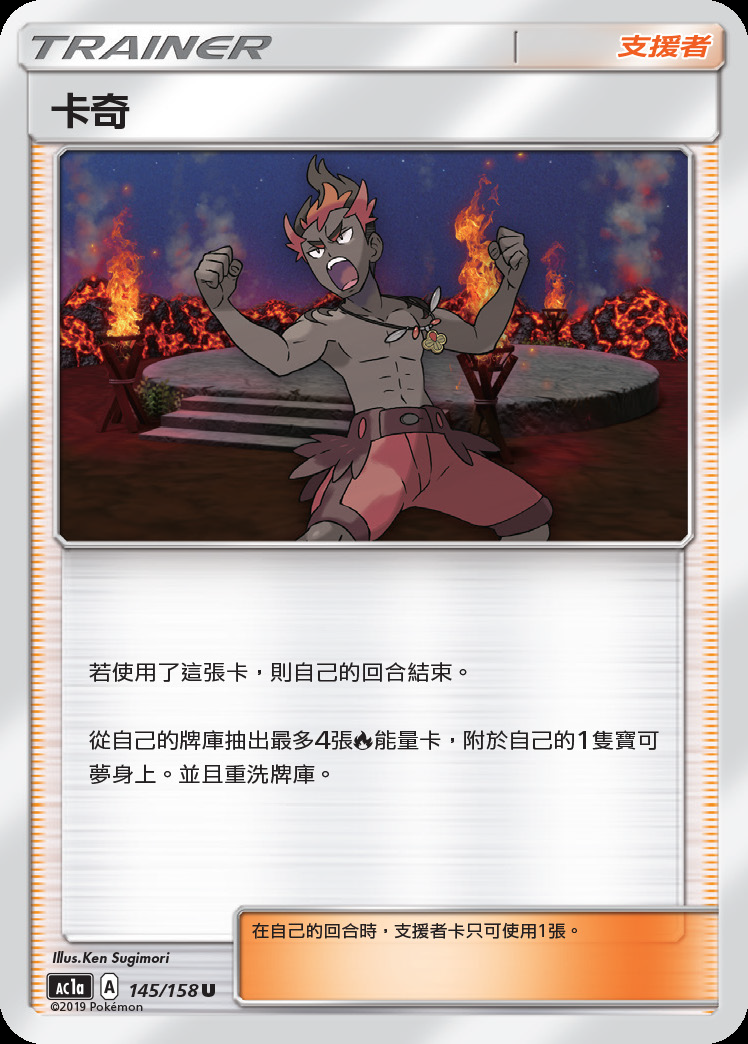 TRAINER
支援者
卡奇
若使用了這張卡，則自己的回合結束。
從自己的牌庫抽出最多4張🔥能量卡，附於自己的1隻寶可
夢身上。並且重洗牌庫。
在自己的回合時，支援者卡只可使用1張。
Illus.Ken Sugimori
AC1a A 145/158 U
©2019 Pokémon